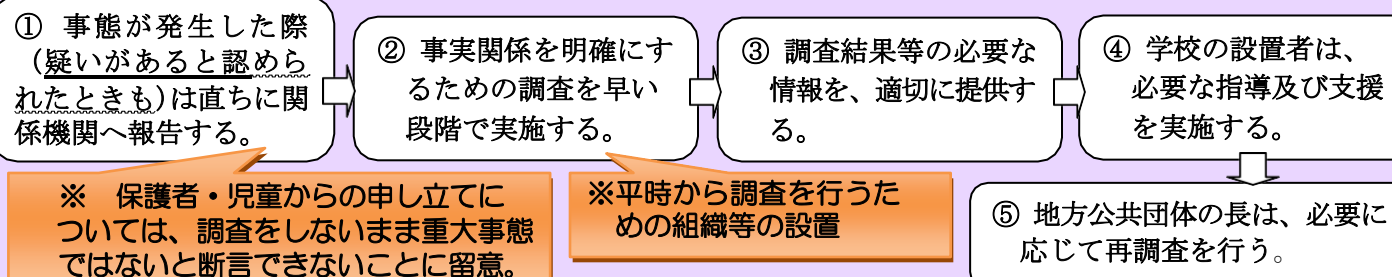 ① 事態が発生した際
（疑いがあると認めら
れたときも）は直ちに関
係機関へ報告する。
② 事実関係を明確にす
るための調査を早い
段階で実施する。
③ 調査結果等の必要な
情報を、適切に提供す
る。
④ 学校の設置者は、
必要な指導及び支援
を実施する。
※　保護者・児童からの申し立てに
ついては、調査をしないまま重大事態
ではないと断言できないことに留意。
※平時から調査を行うた
めの組織等の設置
⑤ 地方公共団体の長は、必要に
応じて再調査を行う。